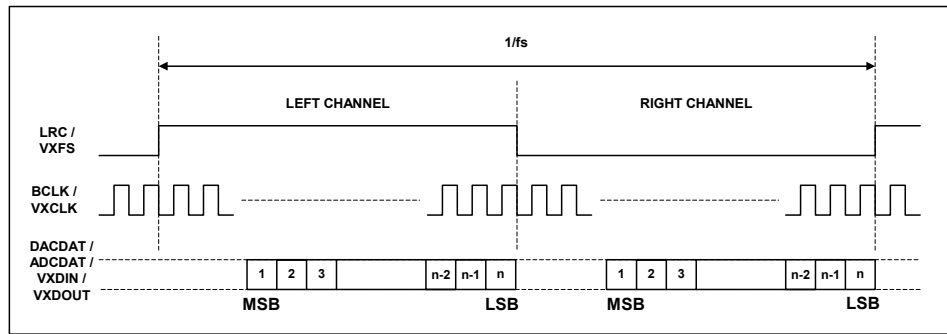 1/fs
LEFT CHANNEL
RIGHT CHANNEL
LRC /
VXFS
BCLK /
VXCLK
DACDAT /
ADCDAT /
VXDIN /
VXDOUT
1 2 3 n-2 n-1 n 1 2 3 n-2 n-1 n
MSB LSB MSB LSB